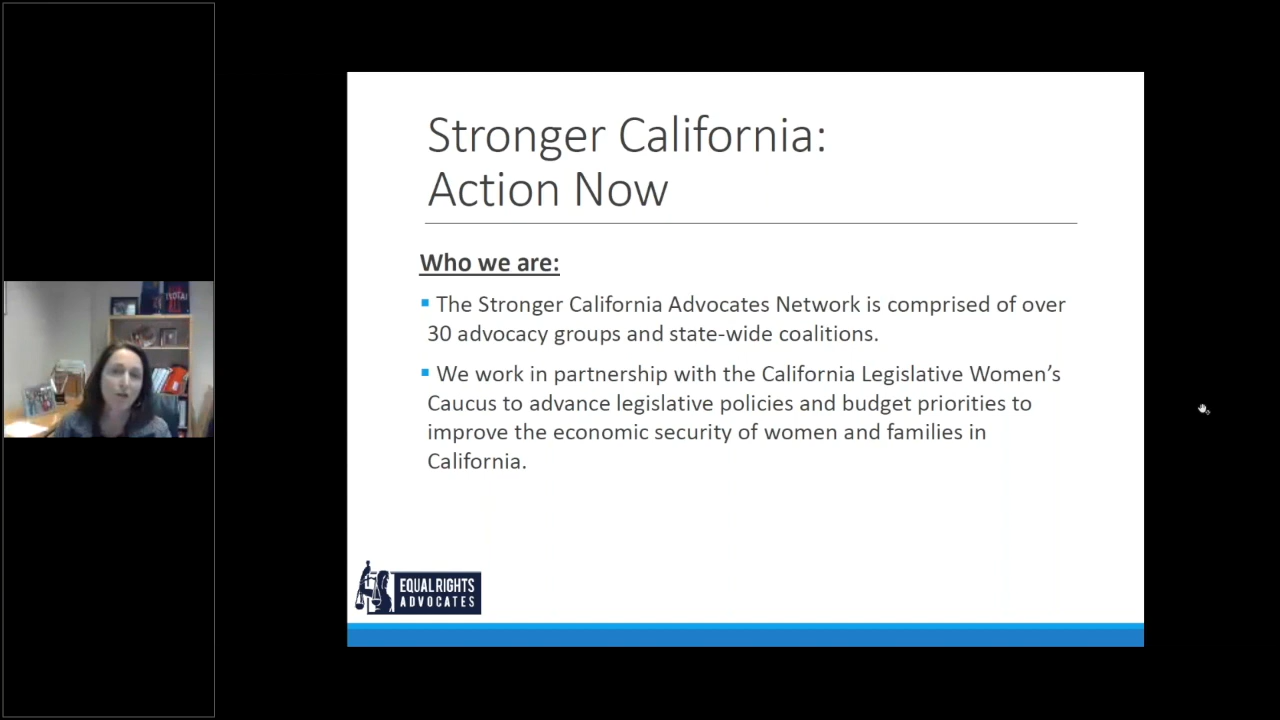 Stronger California:
Action Now
Who we are:
The Stronger California Advocates Network is comprised of over
30 advocacy groups and state-wide coalitions.
We work in partnership with the California Legislative Women’s
Caucus to advance legislative policies and budget priorities to
improve the economic security of women and families in
California.
EQUAL RIGHTS
ADVOCATES